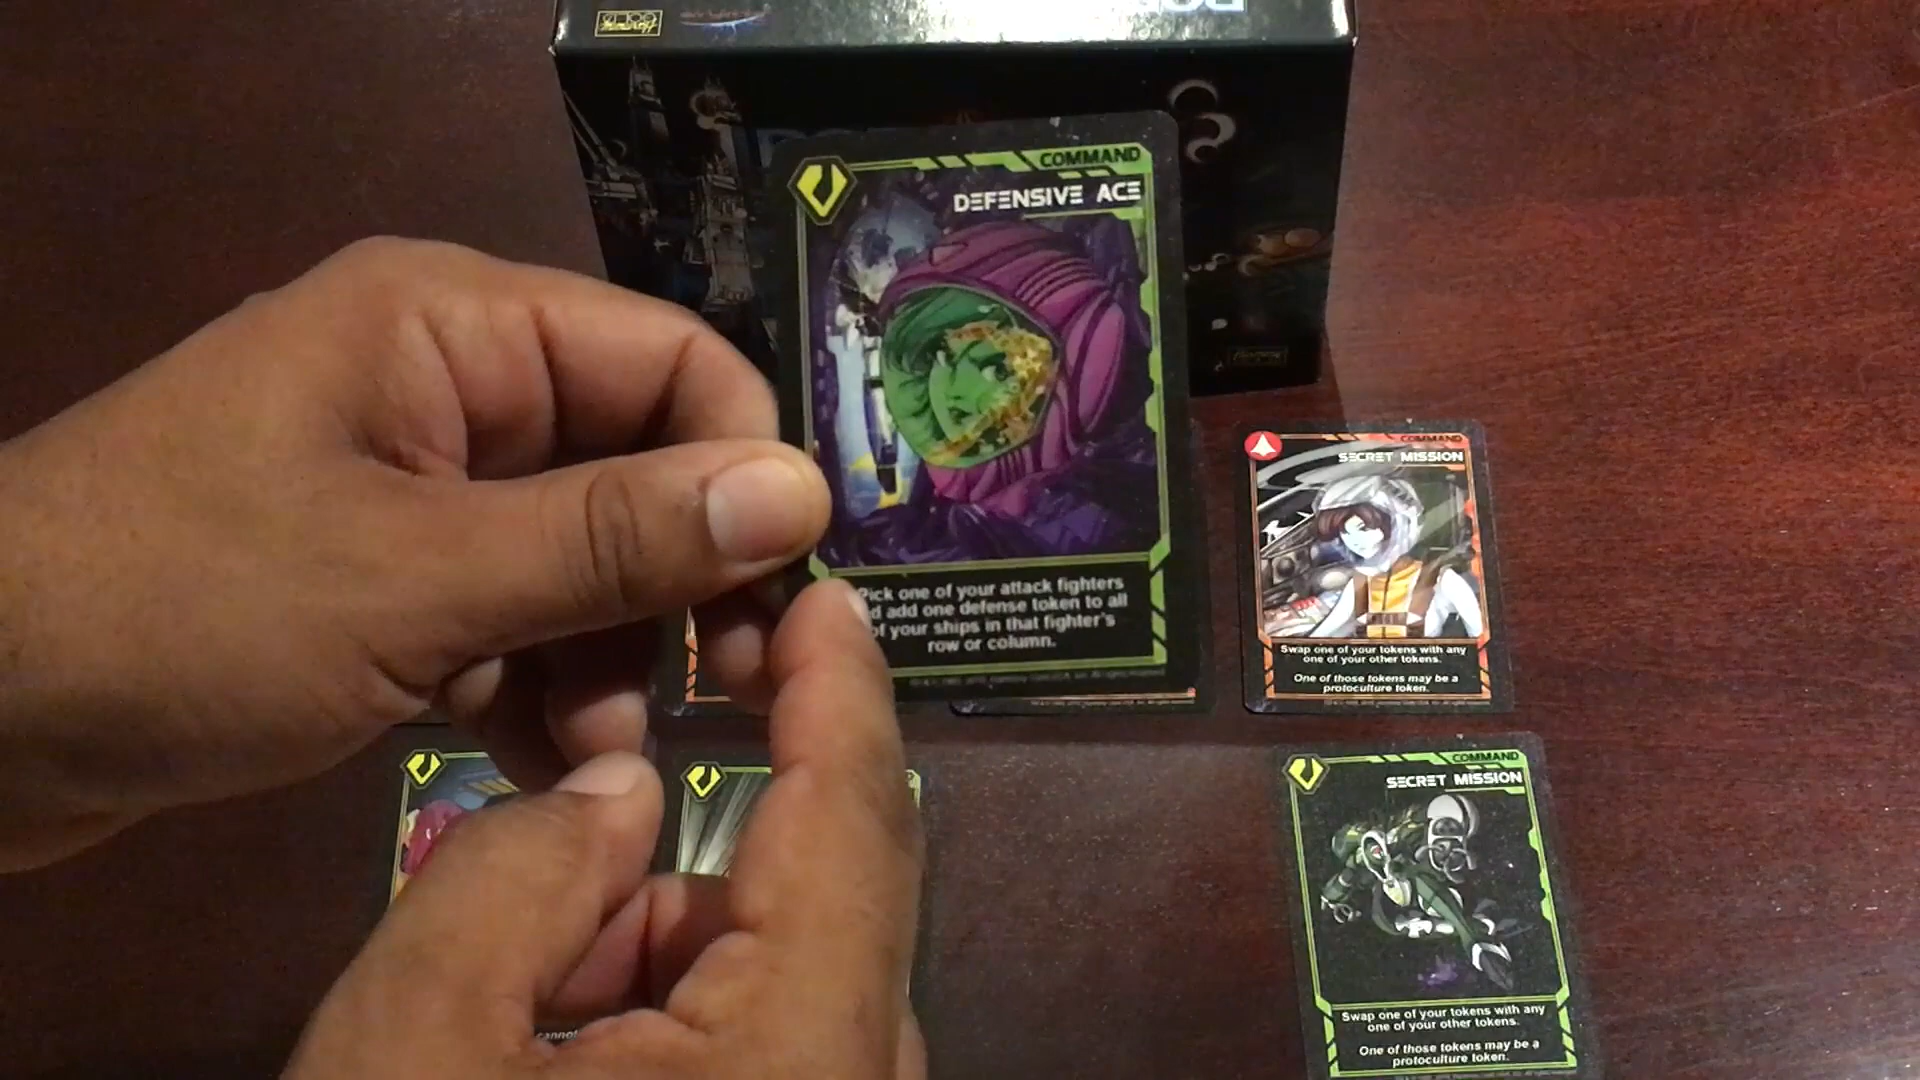 COMMAND
DEFENSIVE ACE
Pick one of your attack fighters
add one defense token to all
of your ships in that fighter's
row or column.
COMMAND
SECRET MISSION
Swap one of your tokens with any
one of your other tokens.
One of those tokens may be a
protoculture token.
COMMAND
SECRET MISSION
Swap one of your tokens with any
one of your other tokens.
One of those tokens may be a
protoculture token.
cannot